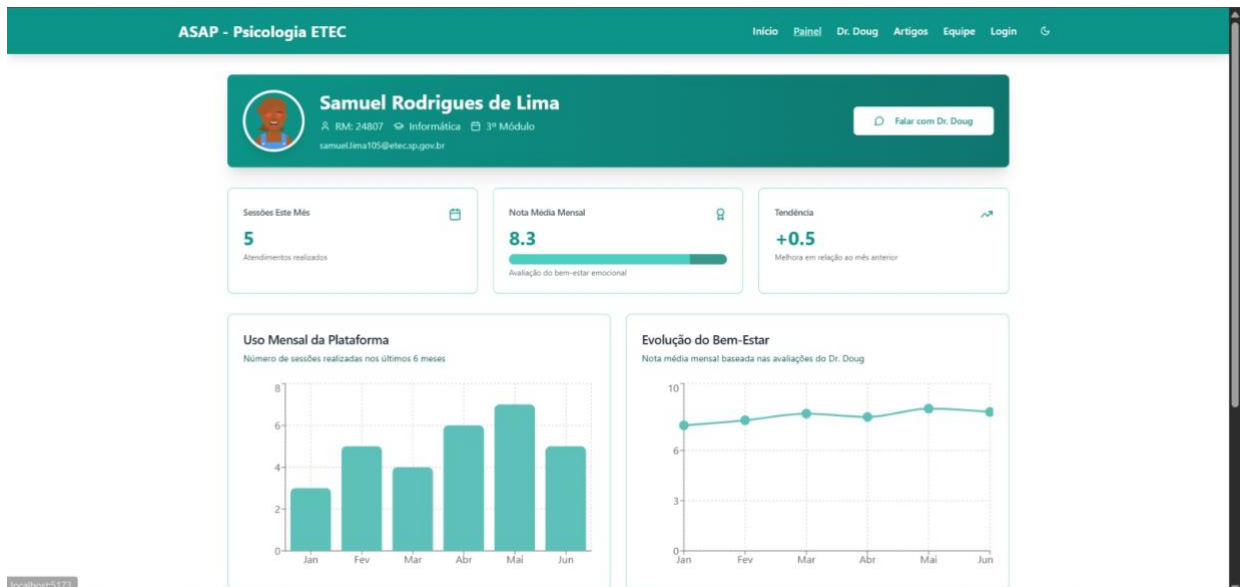 ASAP - Psicologia ETEC
Início Painel Dr. Doug Artigos Equipe Login
Samuel Rodrigues de Lima
RM: 24807 Informática 3º Módulo
samuel.lima105@etec.sp.gov.br
Falar com Dr. Doug
Sessões Este Mês
5
Atendimentos realizados
Nota Média Mensal
8.3
Avaliação do bem-estar emocional
Tendência
+0.5
Melhora em relação ao mês anterior
Uso Mensal da Plataforma
Número de sessões realizadas nos últimos 6 meses
8
6
4
2
0
Jan Fev Mar Abr Mai Jun
Evolução do Bem-Estar
Nota média mensal baseada nas avaliações do Dr. Doug
10
6
3
0
Jan Fev Mar Abr Mai Jun
localhost:5173